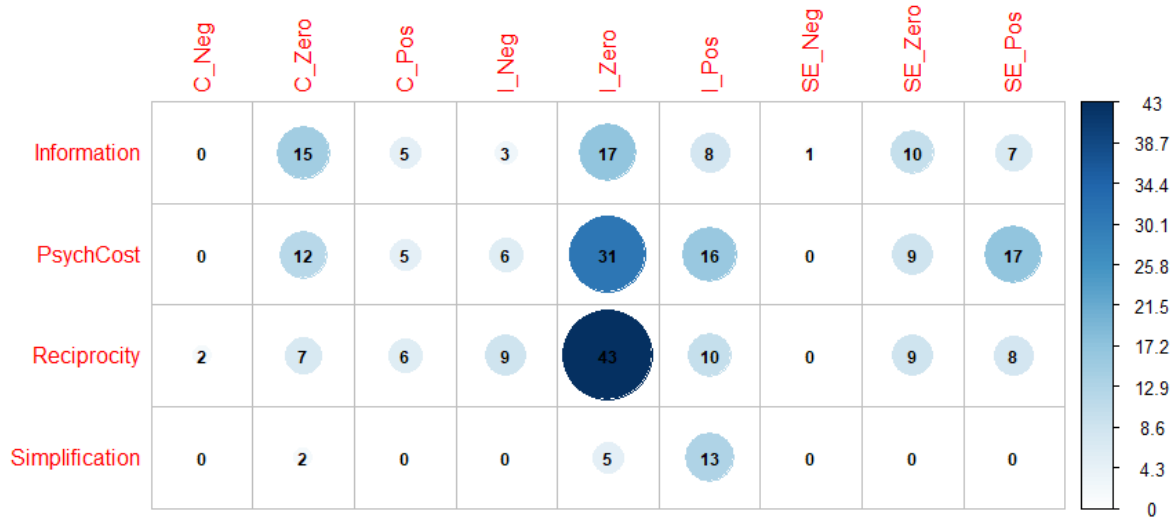 C_Neg C_Zero C_Pos I_Neg I_Zero I_Pos SE_Neg SE_Zero SE_Pos
Information 0 15 5 3 17 8 1 10 7
PsychCost 0 12 5 6 31 16 0 9 17
Reciprocity 2 7 6 9 43 10 0 9 8
Simplification 0 2 0 0 5 13 0 0 0
43
38.7
34.4
30.1
25.8
21.5
17.2
12.9
8.6
4.3
0